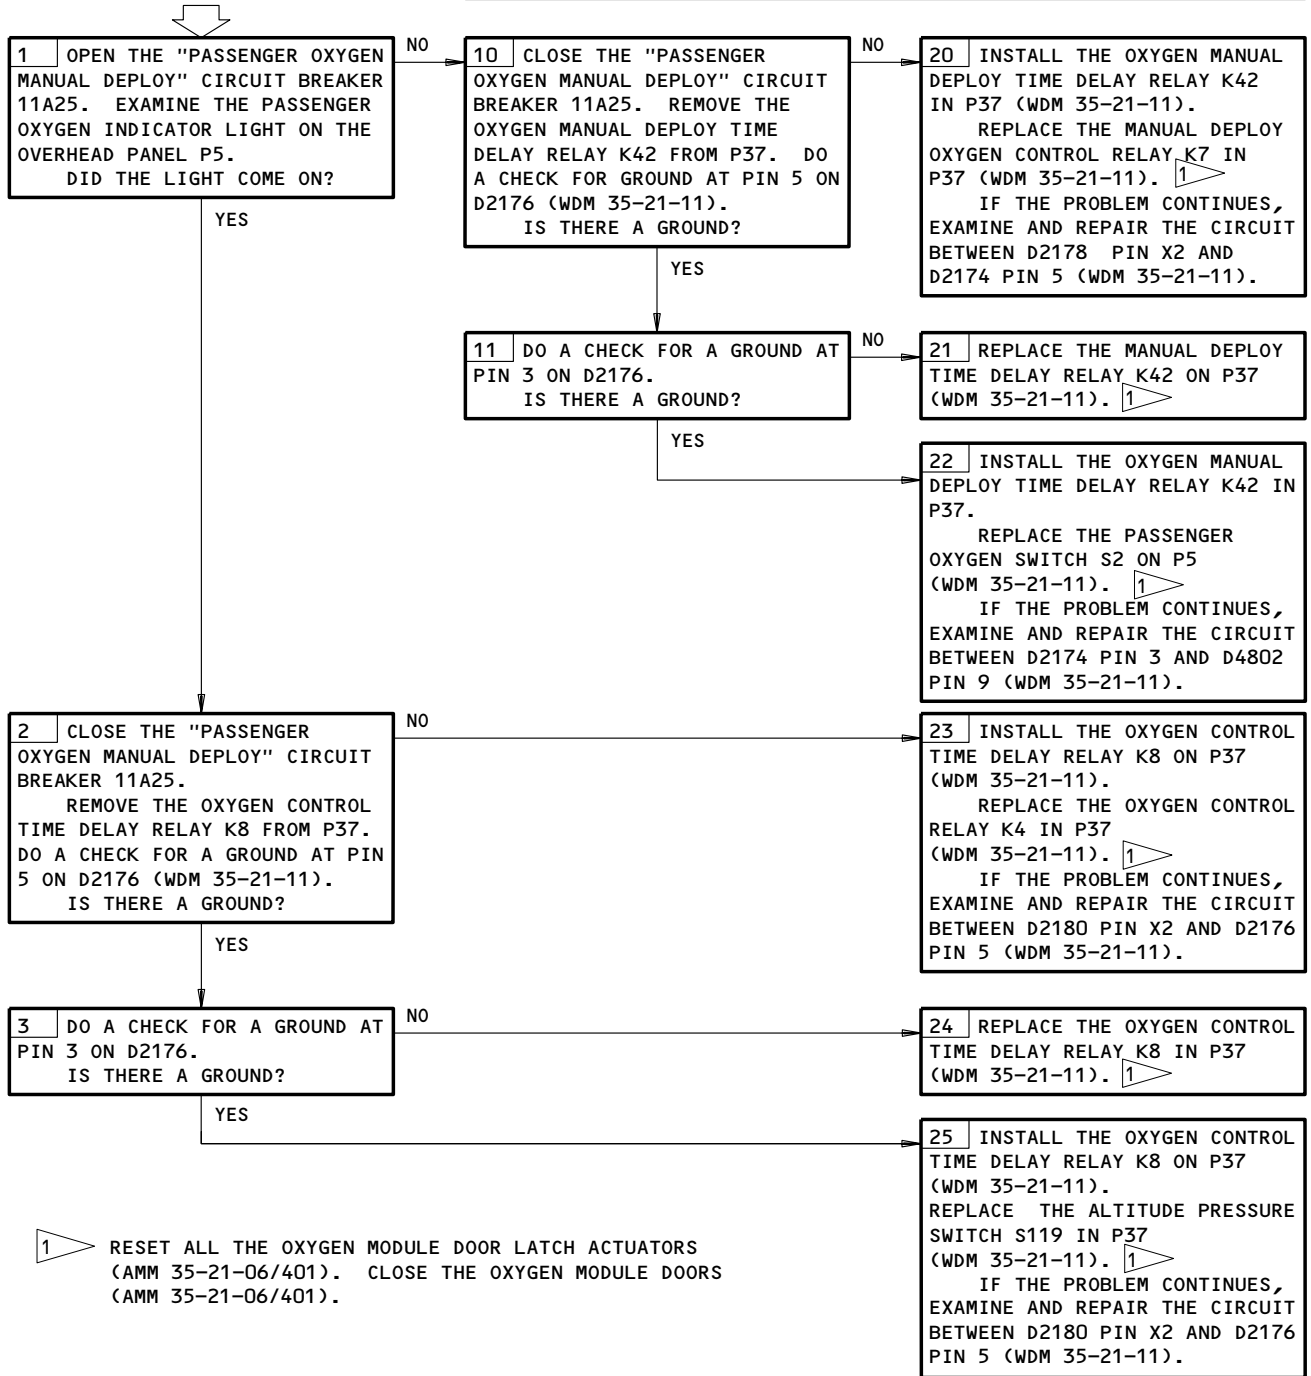 1 OPEN THE "PASSENGER OXYGEN
MANUAL DEPLOY" CIRCUIT BREAKER
11A25. EXAMINE THE PASSENGER
OXYGEN INDICATOR LIGHT ON THE
OVERHEAD PANEL P5.
DID THE LIGHT COME ON?
NO
YES
10 CLOSE THE "PASSENGER
OXYGEN MANUAL DEPLOY" CIRCUIT
BREAKER 11A25. REMOVE THE
OXYGEN MANUAL DEPLOY TIME
DELAY RELAY K42 FROM P37. DO
A CHECK FOR GROUND AT PIN 5 ON
D2176 (WDM 35-21-11).
IS THERE A GROUND?
NO
YES
20 INSTALL THE OXYGEN MANUAL
DEPLOY TIME DELAY RELAY K42
IN P37 (WDM 35-21-11).
REPLACE THE MANUAL DEPLOY
OXYGEN CONTROL RELAY K7 IN
P37 (WDM 35-21-11). 1
IF THE PROBLEM CONTINUES,
EXAMINE AND REPAIR THE CIRCUIT
BETWEEN D2178 PIN X2 AND
D2174 PIN 5 (WDM 35-21-11).
11 DO A CHECK FOR A GROUND AT
PIN 3 ON D2176.
IS THERE A GROUND?
NO
YES
21 REPLACE THE MANUAL DEPLOY
TIME DELAY RELAY K42 ON P37
(WDM 35-21-11). 1
22 INSTALL THE OXYGEN MANUAL
DEPLOY TIME DELAY RELAY K42 IN
P37.
REPLACE THE PASSENGER
OXYGEN SWITCH S2 ON P5
(WDM 35-21-11). 1
IF THE PROBLEM CONTINUES,
EXAMINE AND REPAIR THE CIRCUIT
BETWEEN D2174 PIN 3 AND D4802
PIN 9 (WDM 35-21-11).
2 CLOSE THE "PASSENGER
OXYGEN MANUAL DEPLOY" CIRCUIT
BREAKER 11A25.
REMOVE THE OXYGEN CONTROL
TIME DELAY RELAY K8 FROM P37.
DO A CHECK FOR A GROUND AT PIN
5 ON D2176 (WDM 35-21-11).
IS THERE A GROUND?
NO
YES
23 INSTALL THE OXYGEN CONTROL
TIME DELAY RELAY K8 ON P37
(WDM 35-21-11).
REPLACE THE OXYGEN CONTROL
RELAY K4 IN P37
(WDM 35-21-11). 1
IF THE PROBLEM CONTINUES,
EXAMINE AND REPAIR THE CIRCUIT
BETWEEN D2180 PIN X2 AND D2176
PIN 5 (WDM 35-21-11).
3 DO A CHECK FOR A GROUND AT
PIN 3 ON D2176.
IS THERE A GROUND?
NO
YES
24 REPLACE THE OXYGEN CONTROL
TIME DELAY RELAY K8 IN P37
(WDM 35-21-11). 1
25 INSTALL THE OXYGEN CONTROL
TIME DELAY RELAY K8 ON P37
(WDM 35-21-11).
REPLACE THE ALTITUDE PRESSURE
SWITCH S119 IN P37
(WDM 35-21-11). 1
IF THE PROBLEM CONTINUES,
EXAMINE AND REPAIR THE CIRCUIT
BETWEEN D2180 PIN X2 AND D2176
PIN 5 (WDM 35-21-11).
1 RESET ALL THE OXYGEN MODULE DOOR LATCH ACTUATORS
(AMM 35-21-06/401). CLOSE THE OXYGEN MODULE DOORS
(AMM 35-21-06/401).